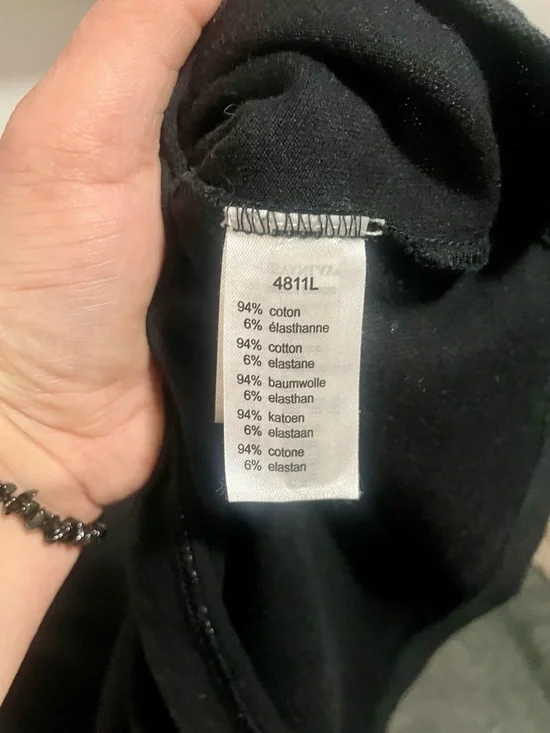 4811L
94% coton
6% élasthanne
94% cotton
6% elastane
94% baumwolle
6% elasthan
94% katoen
6% elastaan
94% cotone
6% elastan